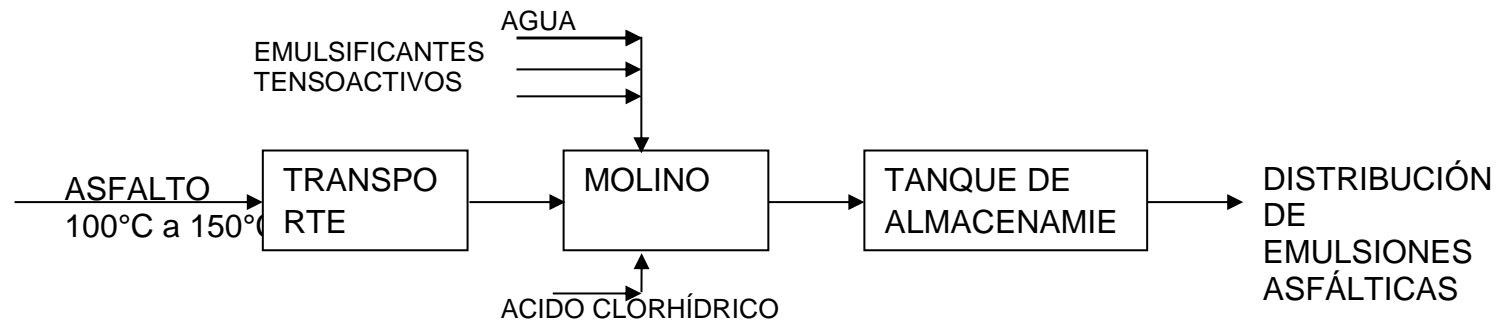 AGUA
EMULSIFICANTES
TENSOACTIVOS
ASFALTO
100°C a 150°C
TRANSPO
RTE
MOLINO
TANQUE DE
ALMACENAMIE
DISTRIBUCIÓN
DE
EMULSIONES
ASFÁLTICAS
ACIDO CLORHÍDRICO